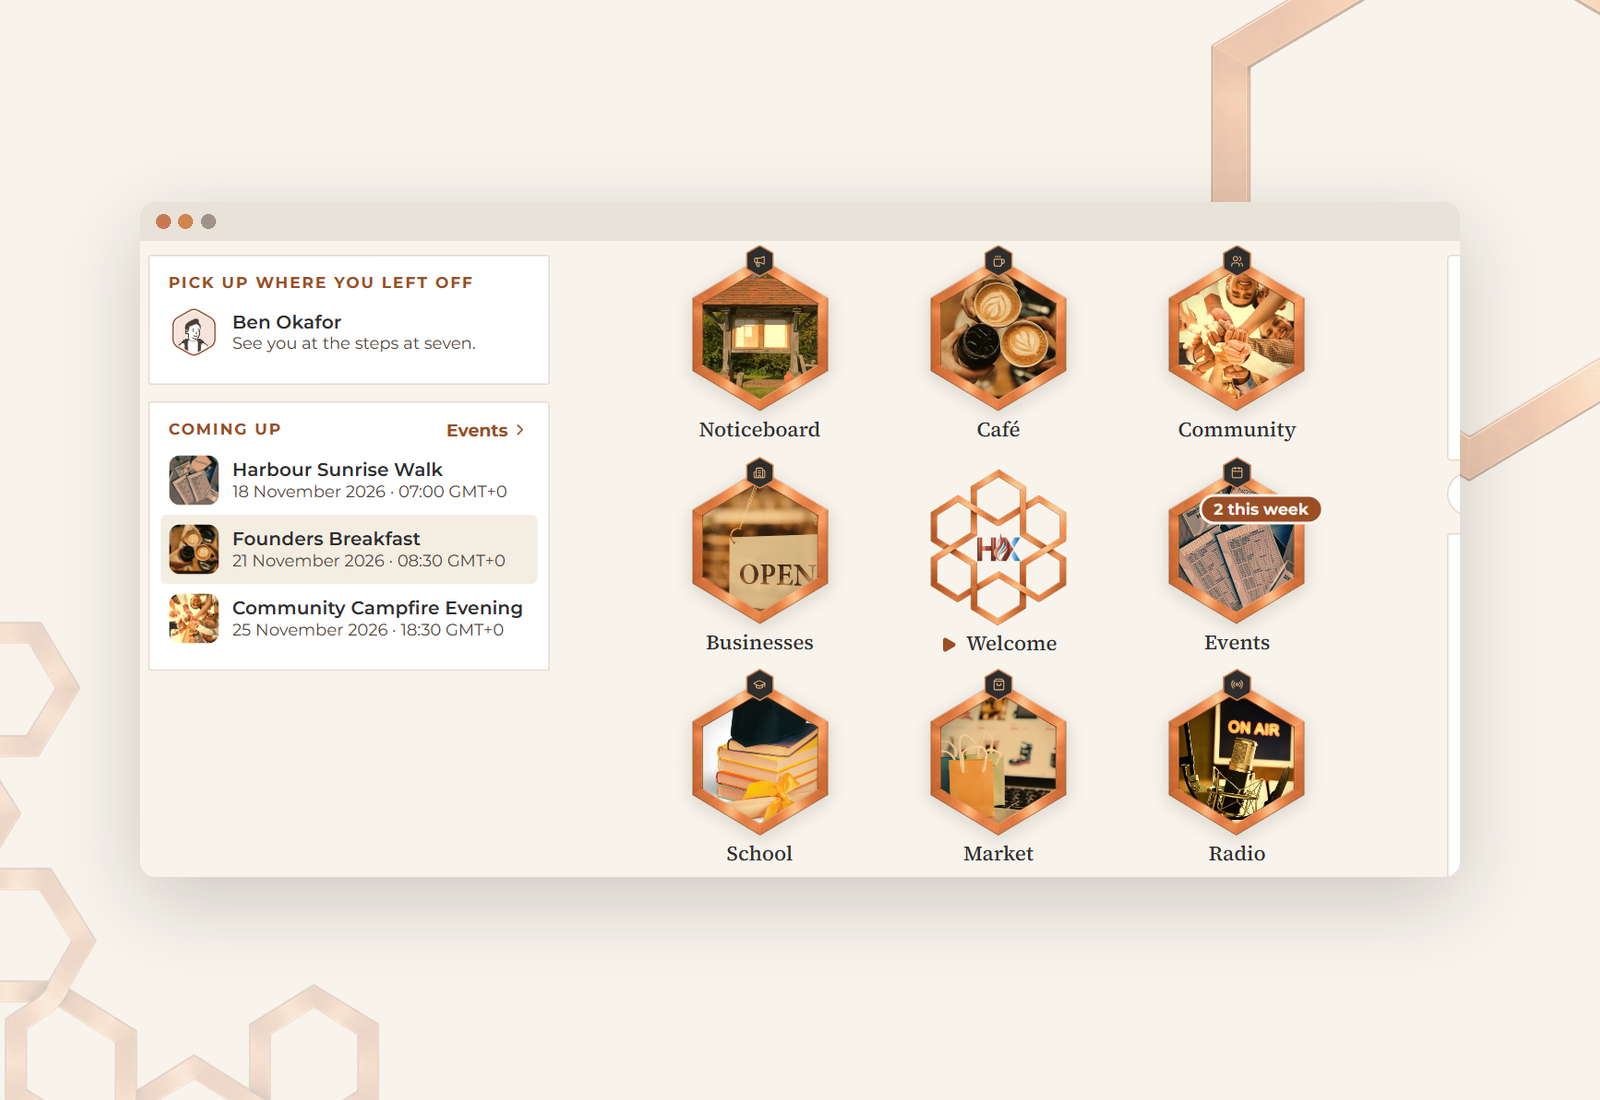 PICK UP WHERE YOU LEFT OFF
Ben Okafor
See you at the steps at seven.
COMING UP
Events
Harbour Sunrise Walk
18 November 2026 · 07:00 GMT+0
Founders Breakfast
21 November 2026 · 08:30 GMT+0
Community Campfire Evening
25 November 2026 · 18:30 GMT+0
Noticeboard
Café
Community
OPEN
Businesses
HX
Welcome
2 this week
Events
School
Market
ON AIR
Radio